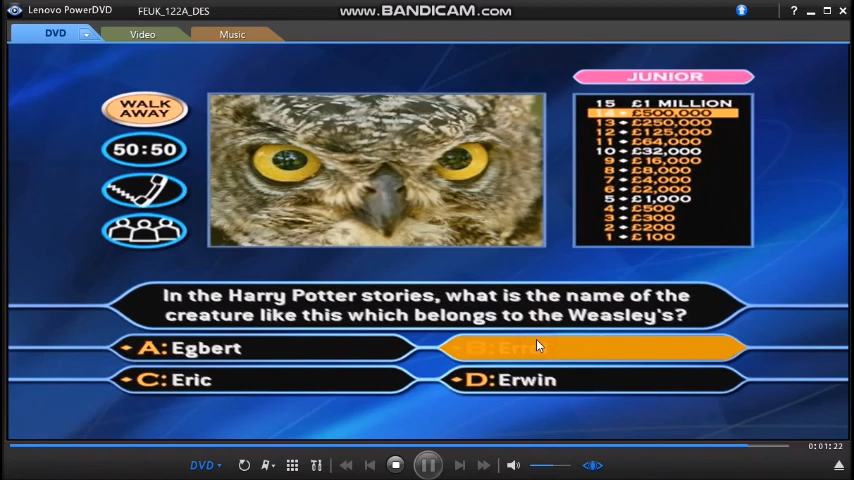 Lenovo PowerDVD
FEUK_122A_DES
www.BANDICAM.com
DVD
Video
Music
JUNIOR
WALK AWAY
50:50
15 £1 MILLION
14 £500,000
13 £250,000
12 £125,000
11 £64,000
10 £32,000
9 £16,000
8 £8,000
7 £4,000
6 £2,000
5 £1,000
4 £500
3 £300
2 £200
1 £100
In the Harry Potter stories, what is the name of the
creature like this which belongs to the Weasley's?
A: Egbert
B:
C: Eric
D: Erwin
0:01:22
DVD